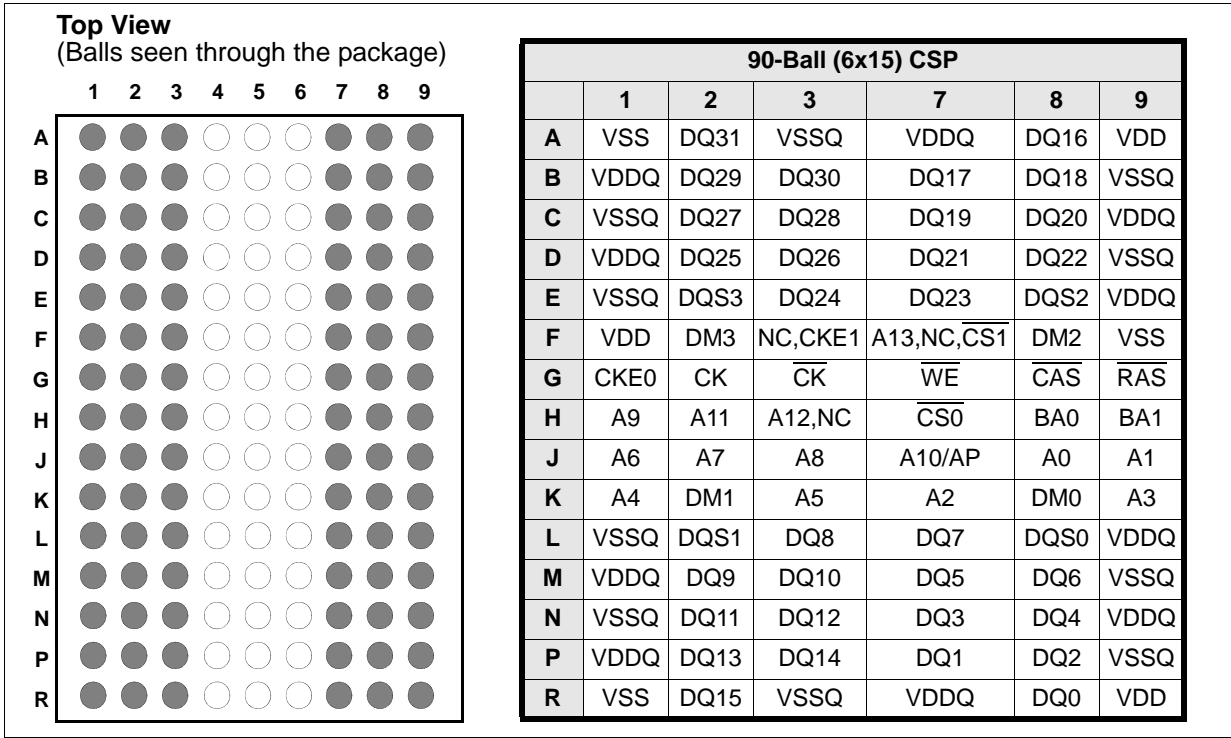 Top View
(Balls seen through the package)
1 2 3 4 5 6 7 8 9
A
B
C
D
E
F
G
H
J
K
L
M
N
P
R
90-Ball (6x15) CSP
1 2 3 7 8 9
A VSS DQ31 VSSQ VDDQ DQ16 VDD
B VDDQ DQ29 DQ30 DQ17 DQ18 VSSQ
C VSSQ DQ27 DQ28 DQ19 DQ20 VDDQ
D VDDQ DQ25 DQ26 DQ21 DQ22 VSSQ
E VSSQ DQS3 DQ24 DQ23 DQS2 VDDQ
F VDD DM3 NC,CKE1 A13,NC,C̅S̅1̅ DM2 VSS
G CKE0 CK C̅K̅ W̅E̅ C̅A̅S̅ R̅A̅S̅
H A9 A11 A12,NC C̅S̅0̅ BA0 BA1
J A6 A7 A8 A10/AP A0 A1
K A4 DM1 A5 A2 DM0 A3
L VSSQ DQS1 DQ8 DQ7 DQS0 VDDQ
M VDDQ DQ9 DQ10 DQ5 DQ6 VSSQ
N VSSQ DQ11 DQ12 DQ3 DQ4 VDDQ
P VDDQ DQ13 DQ14 DQ1 DQ2 VSSQ
R VSS DQ15 VSSQ VDDQ DQ0 VDD